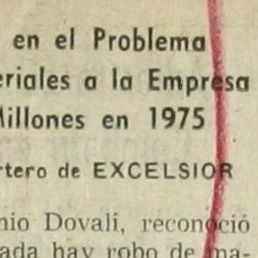 en el Problema
eriales a la Empresa
Millones en 1975
rtero de EXCELSIOR
nio Dovalí, reconoció
ada hay robo de ma-